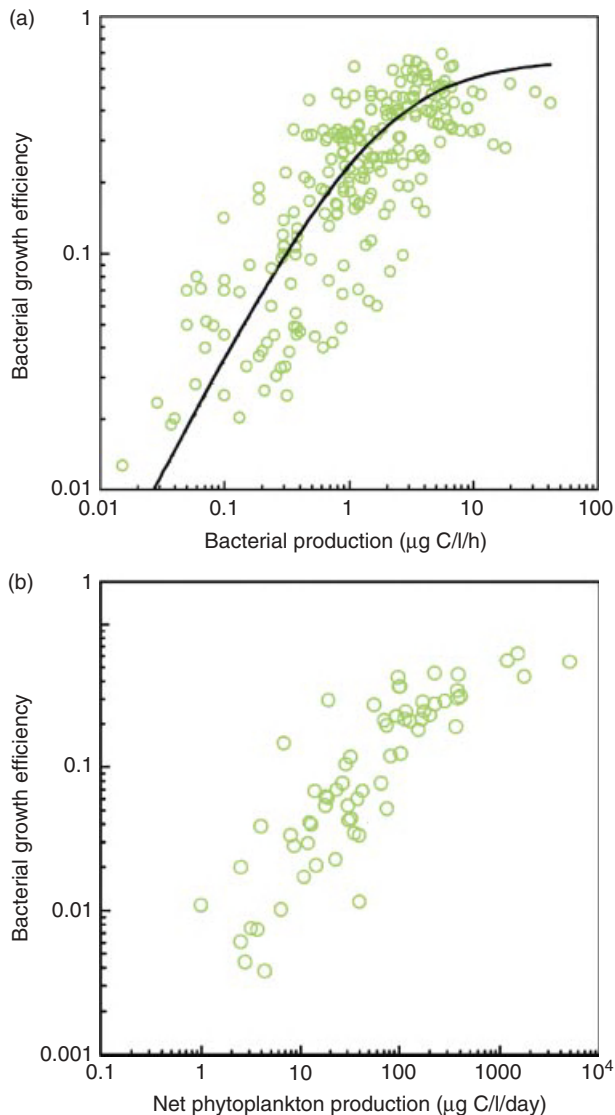 (a)
1
0.1
0.01
Bacterial growth efficiency
0.01 0.1 1 10 100
Bacterial production (μg C/l/h)
(b)
1
0.1
0.01
0.001
Bacterial growth efficiency
0.1 1 10 100 1000 10⁴
Net phytoplankton production (μg C/l/day)